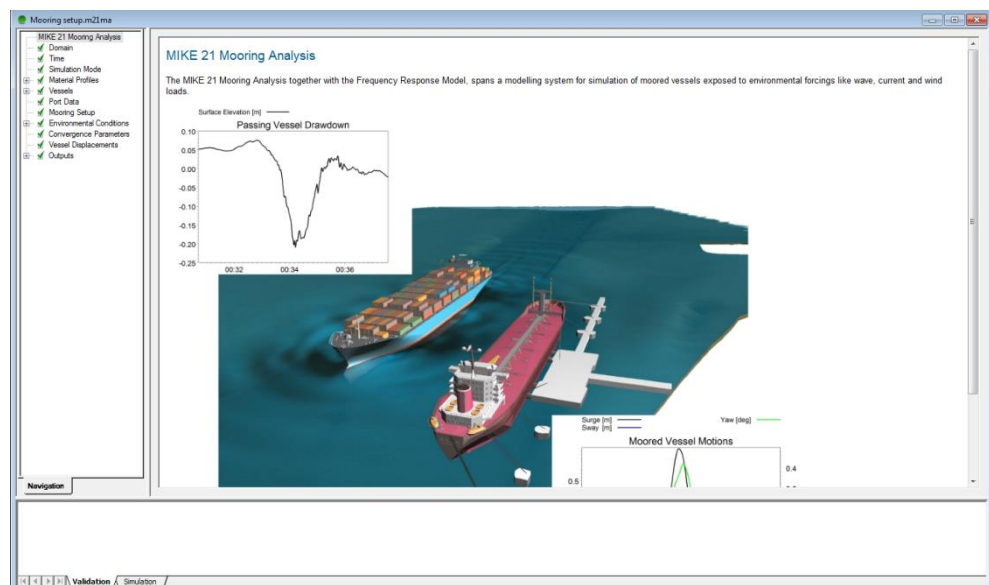 Mooring setup.m21ma
MIKE 21 Mooring Analysis
Domain
Time
Simulation Mode
Material Profiles
Vessels
Port Data
Mooring Setup
Environmental Conditions
Convergence Parameters
Vessel Displacements
Outputs
Navigation
MIKE 21 Mooring Analysis
The MIKE 21 Mooring Analysis together with the Frequency Response Model, spans a modelling system for simulation of moored vessels exposed to environmental forcings like wave, current and wind
loads.
Surface Elevation [m]
Passing Vessel Drawdown
0.10
0.05
0.00
-0.05
-0.10
-0.15
-0.20
-0.25
00:32 00:34 00:36
Surge [m] Yaw [deg]
Sway [m]
Moored Vessel Motions
0.5 0.4
Validation Simulation